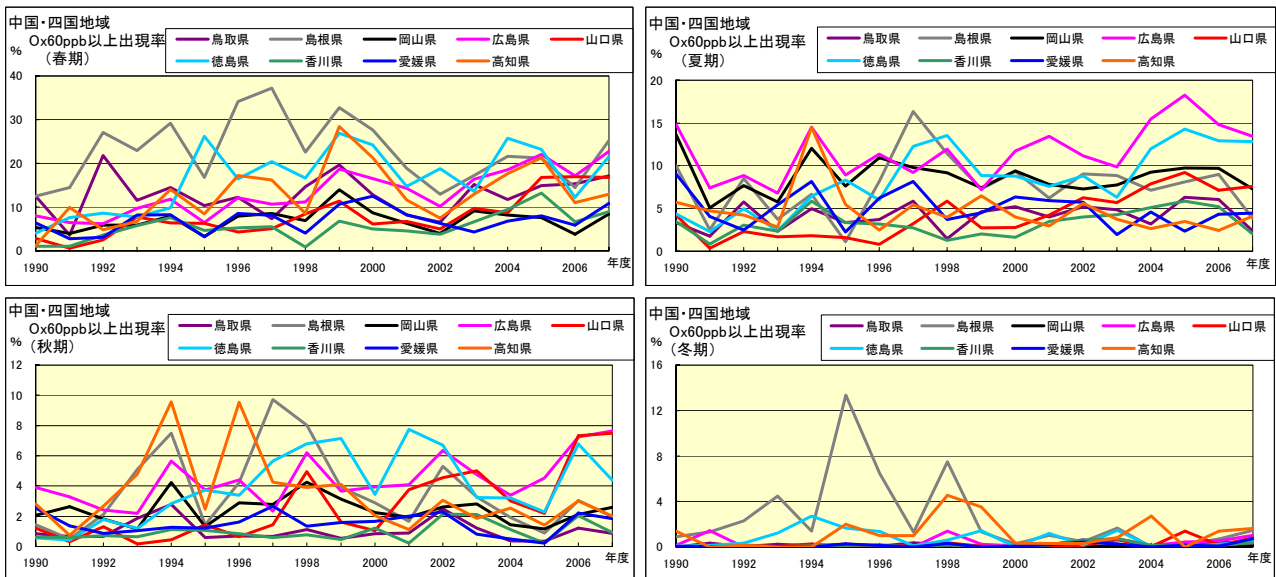 中国・四国地域
Ox60ppb以上出現率
（春期）
%
鳥取県 島根県 岡山県 広島県 山口県
徳島県 香川県 愛媛県 高知県
40
30
20
10
0
1990 1992 1994 1996 1998 2000 2002 2004 2006
年度
中国・四国地域
Ox60ppb以上出現率
（夏期）
%
鳥取県 島根県 岡山県 広島県 山口県
徳島県 香川県 愛媛県 高知県
20
15
10
5
0
1990 1992 1994 1996 1998 2000 2002 2004 2006
年度
中国・四国地域
Ox60ppb以上出現率
（秋期）
%
鳥取県 島根県 岡山県 広島県 山口県
徳島県 香川県 愛媛県 高知県
12
10
8
6
4
2
0
1990 1992 1994 1996 1998 2000 2002 2004 2006
年度
中国・四国地域
Ox60ppb以上出現率
（冬期）
%
鳥取県 島根県 岡山県 広島県 山口県
徳島県 香川県 愛媛県 高知県
16
12
8
4
0
1990 1992 1994 1996 1998 2000 2002 2004 2006
年度